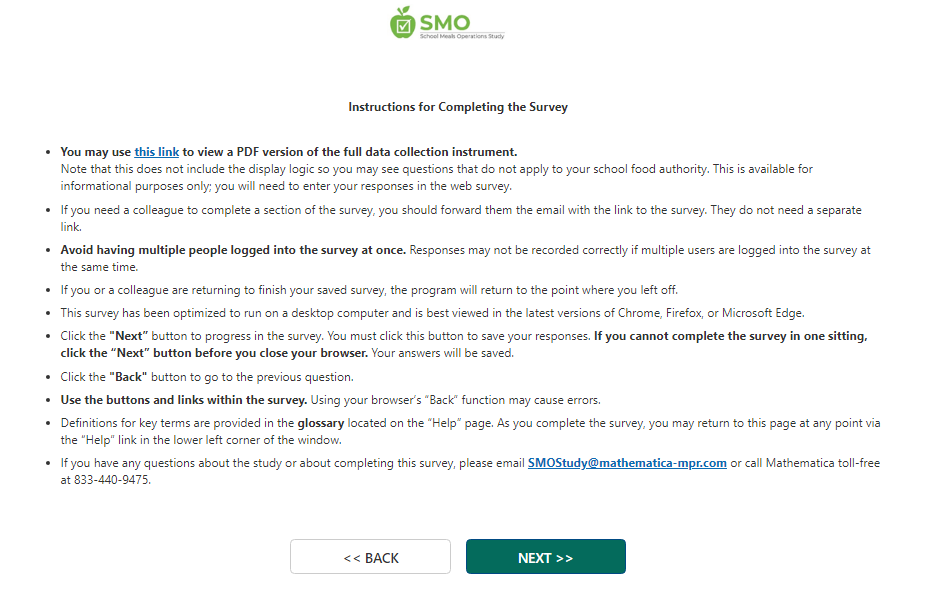 SMO
School Meals Operations Study
Instructions for Completing the Survey
• You may use this link to view a PDF version of the full data collection instrument.
Note that this does not include the display logic so you may see questions that do not apply to your school food authority. This is available for
informational purposes only; you will need to enter your responses in the web survey.
• If you need a colleague to complete a section of the survey, you should forward them the email with the link to the survey. They do not need a separate
link.
• Avoid having multiple people logged into the survey at once. Responses may not be recorded correctly if multiple users are logged into the survey at
the same time.
• If you or a colleague are returning to finish your saved survey, the program will return to the point where you left off.
• This survey has been optimized to run on a desktop computer and is best viewed in the latest versions of Chrome, Firefox, or Microsoft Edge.
• Click the "Next” button to progress in the survey. You must click this button to save your responses. If you cannot complete the survey in one sitting,
click the “Next” button before you close your browser. Your answers will be saved.
• Click the "Back" button to go to the previous question.
• Use the buttons and links within the survey. Using your browser’s “Back” function may cause errors.
• Definitions for key terms are provided in the glossary located on the “Help” page. As you complete the survey, you may return to this page at any point via
the “Help” link in the lower left corner of the window.
• If you have any questions about the study or about completing this survey, please email SMOStudy@mathematica-mpr.com or call Mathematica toll-free
at 833-440-9475.
<< BACK
NEXT >>